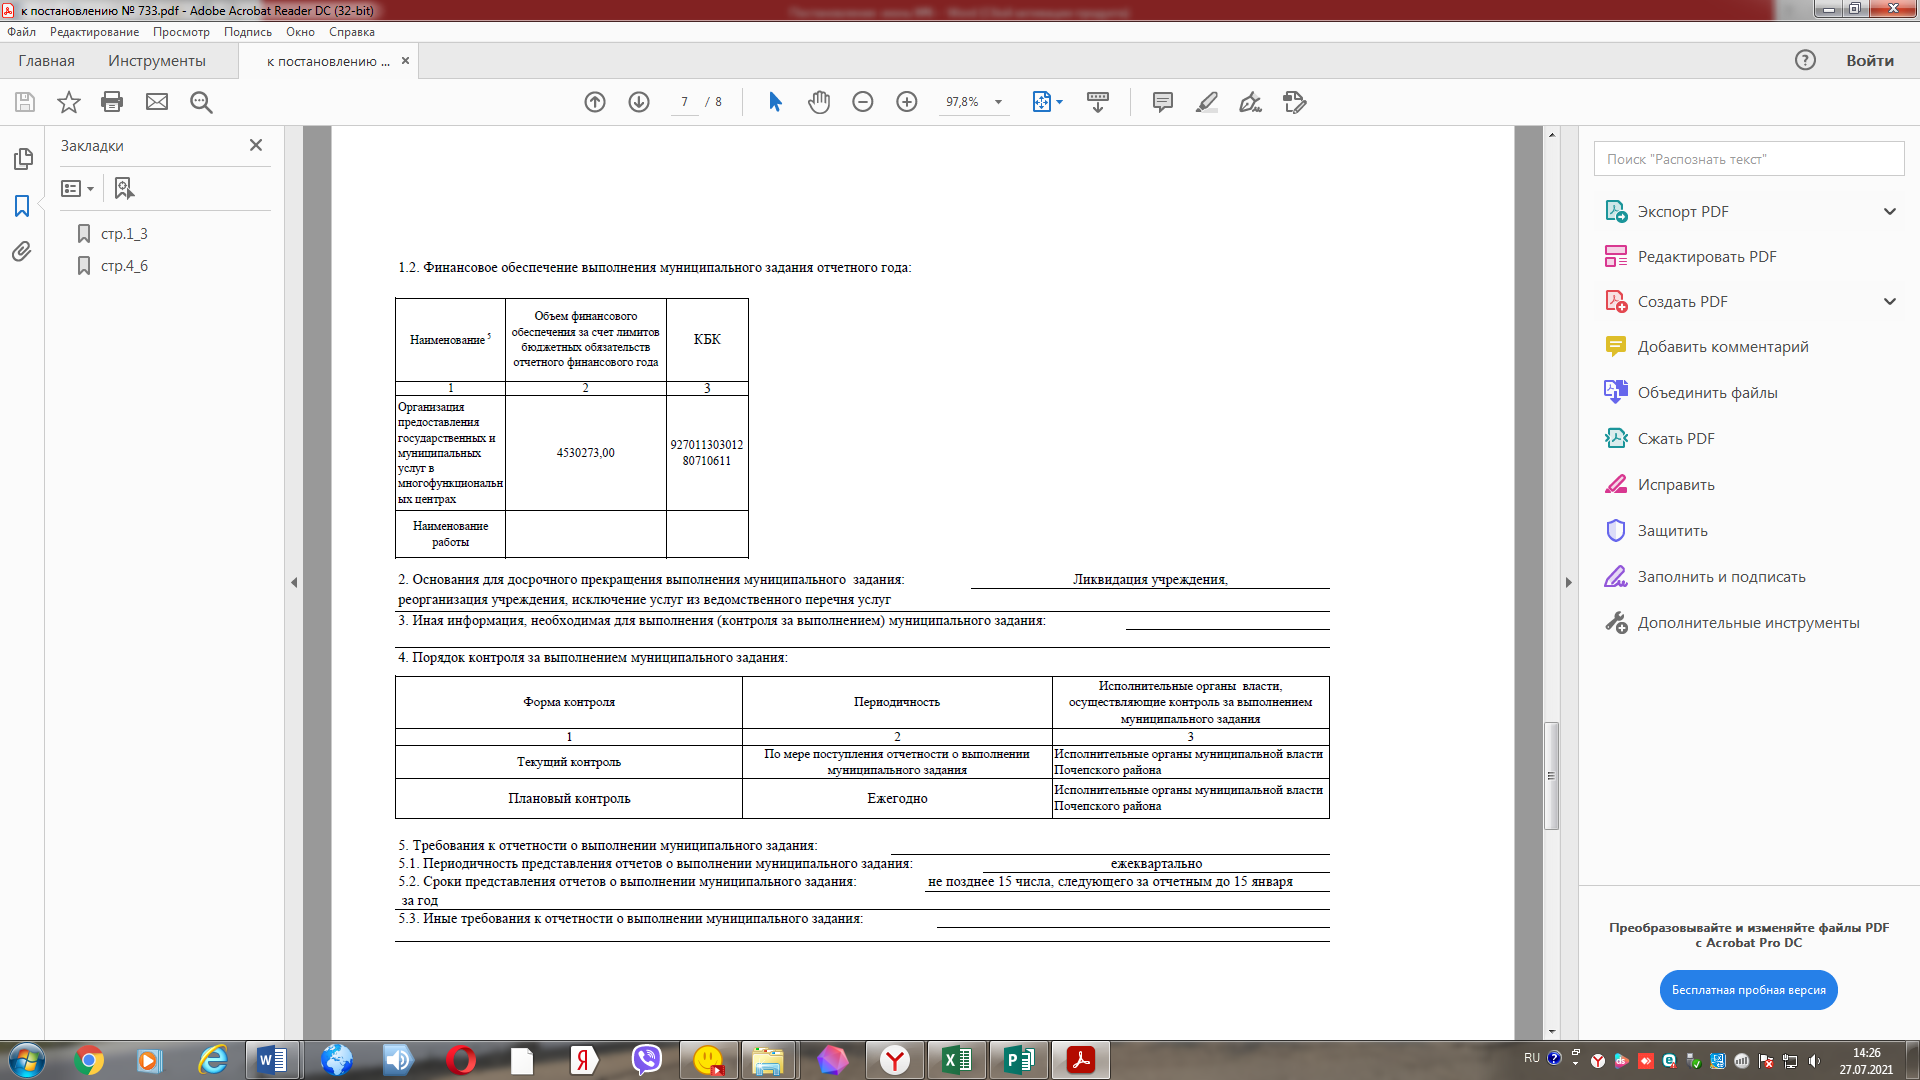 к постановлению № 733.pdf - Adobe Acrobat Reader DC (32-bit)
Файл Редактирование Просмотр Подпись Окно Справка
Главная Инструменты к постановлению ... Войти
7 / 8 97,8%
Закладки
стр.1_3
стр.4_6
1.2. Финансовое обеспечение выполнения муниципального задания отчетного года:
Наименование 5
Объем финансового
обеспечения за счет лимитов
бюджетных обязательств
отчетного финансового года
КБК
1 2 3
Организация
предоставления
государственных и
муниципальных
услуг в
многофункциональн
ых центрах
4530273,00
927011303012
80710611
Наименование
работы
2. Основания для досрочного прекращения выполнения муниципального задания: Ликвидация учреждения,
реорганизация учреждения, исключение услуг из ведомственного перечня услуг
3. Иная информация, необходимая для выполнения (контроля за выполнением) муниципального задания:
4. Порядок контроля за выполнением муниципального задания:
Форма контроля
Периодичность
Исполнительные органы власти,
осуществляющие контроль за выполнением
муниципального задания
1 2 3
Текущий контроль
По мере поступления отчетности о выполнении
муниципального задания
Исполнительные органы муниципальной власти
Почепского района
Плановый контроль
Ежегодно
Исполнительные органы муниципальной власти
Почепского района
5. Требования к отчетности о выполнении муниципального задания:
5.1. Периодичность представления отчетов о выполнении муниципального задания: ежеквартально
5.2. Сроки представления отчетов о выполнении муниципального задания: не позднее 15 числа, следующего за отчетным до 15 января
за год
5.3. Иные требования к отчетности о выполнении муниципального задания:
Поиск "Распознать текст"
Экспорт PDF
Редактировать PDF
Создать PDF
Добавить комментарий
Объединить файлы
Сжать PDF
Исправить
Защитить
Заполнить и подписать
Дополнительные инструменты
Преобразовывайте и изменяйте файлы PDF
с Acrobat Pro DC
Бесплатная пробная версия
RU
14:26
27.07.2021